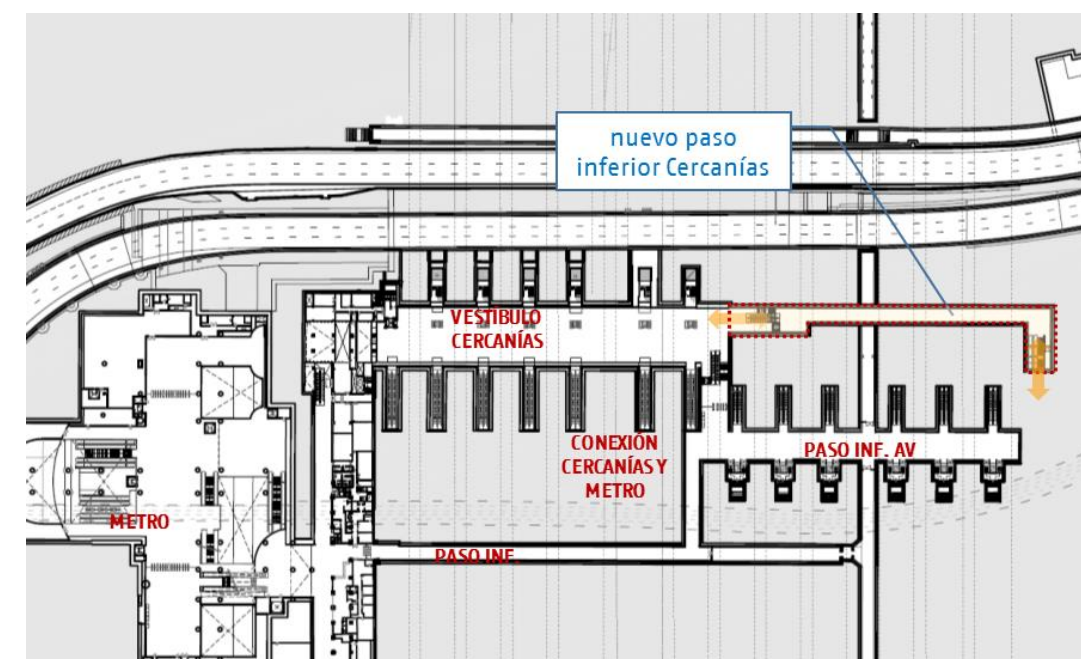 nuevo paso
inferior Cercanías
VESTÍBULO
CERCANÍAS
CONEXIÓN
CERCANÍAS Y
METRO
PASO INF. AV
METRO
PASO INF.